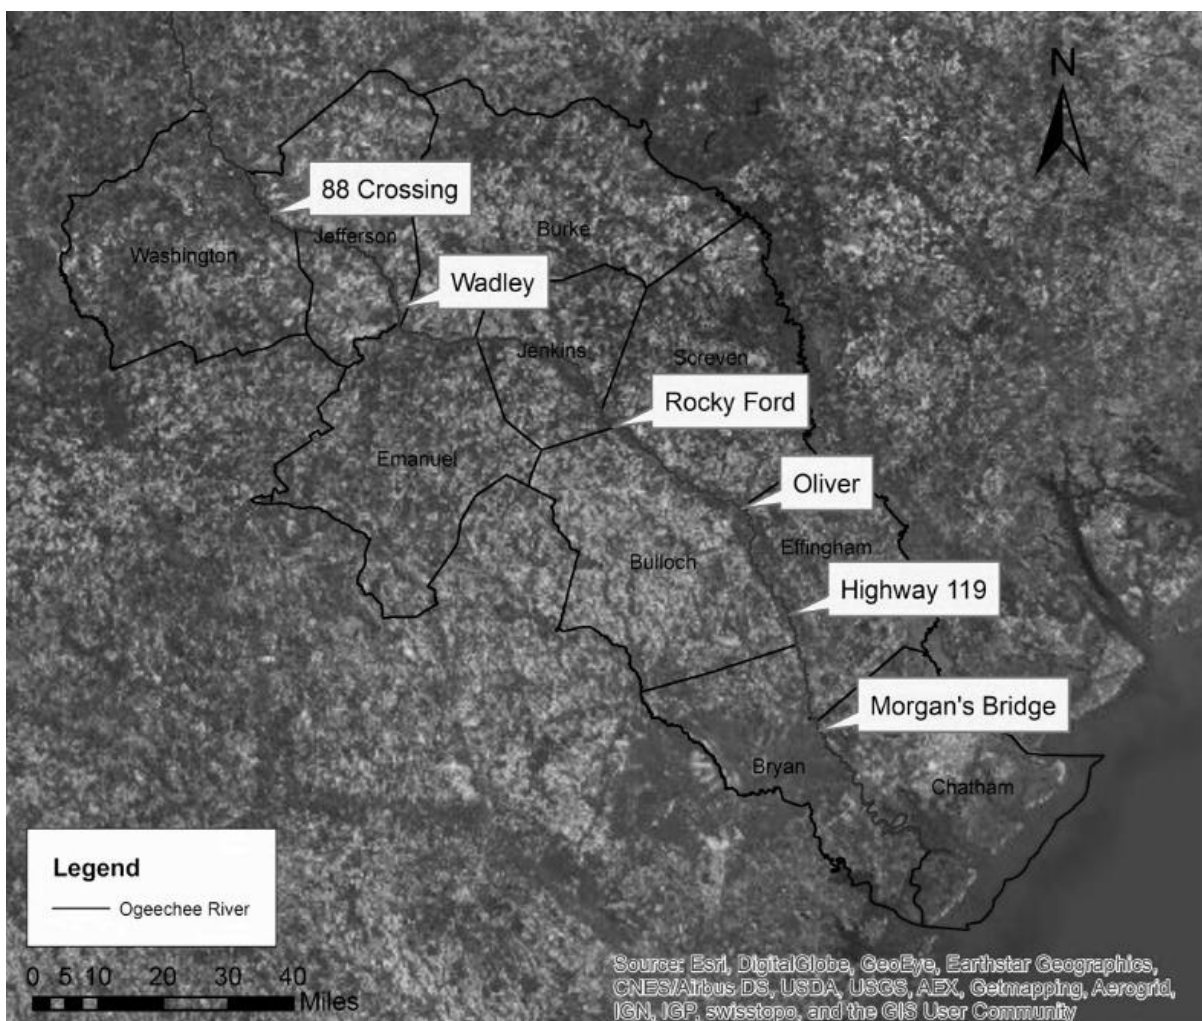 N
88 Crossing
Jefferson
Burke
Washington
Wadley
Jenkins
Screven
Rocky Ford
Emanuel
Oliver
Effingham
Bulloch
Highway 119
Morgan's Bridge
Bryan
Chatham
Legend
Ogeechee River
0 5 10 20 30 40
Miles
Source: Esri, DigitalGlobe, GeoEye, Earthstar Geographics,
CNES/Airbus DS, USDA, USGS, AEX, Getmapping, Aerogrid,
IGN, IGP, swisstopo, and the GIS User Community